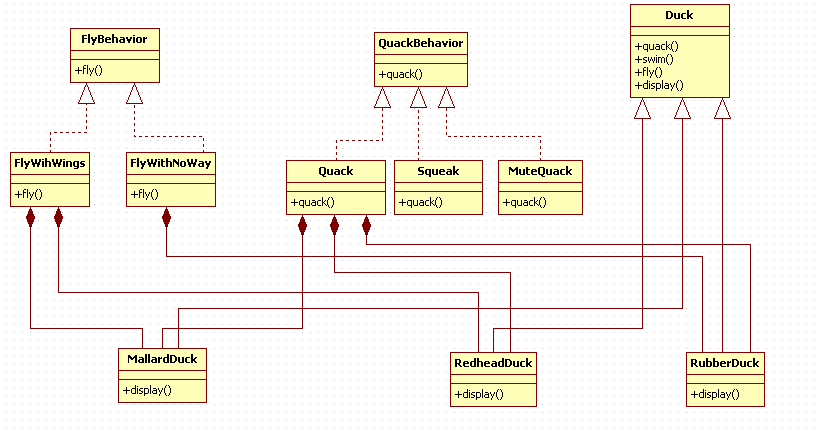 FlyBehavior
+fly()
QuackBehavior
+quack()
Duck
+quack()
+swim()
+fly()
+display()
FlyWihWings
+fly()
FlyWithNoWay
+fly()
Quack
+quack()
Squeak
+quack()
MuteQuack
+quack()
MallardDuck
+display()
RedheadDuck
+display()
RubberDuck
+display()